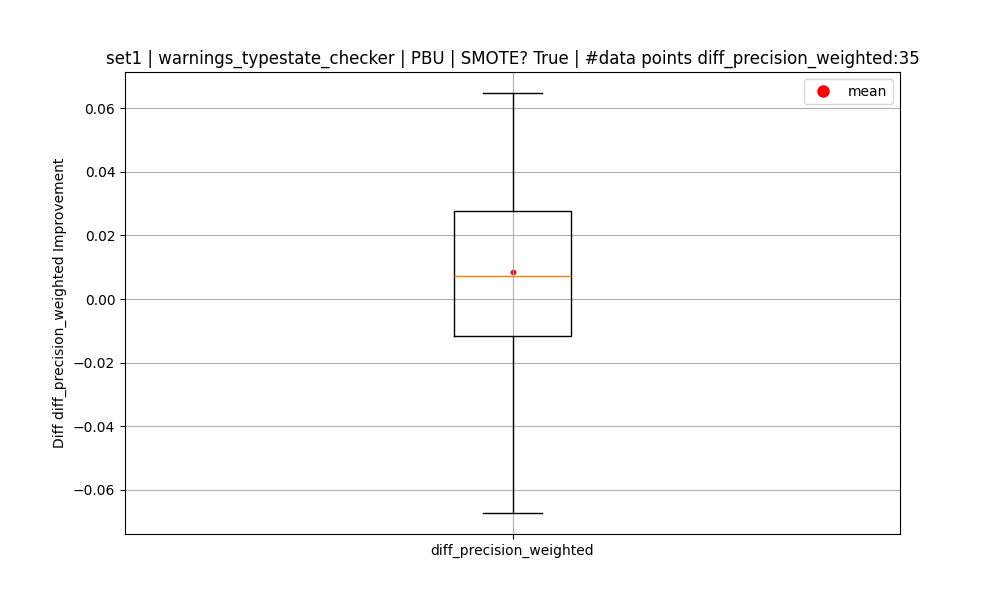 set1 | warnings_typestate_checker | PBU | SMOTE? True | #data points diff_precision_weighted:35
mean
Diff diff_precision_weighted Improvement
0.06
0.04
0.02
0.00
−0.02
−0.04
−0.06
diff_precision_weighted